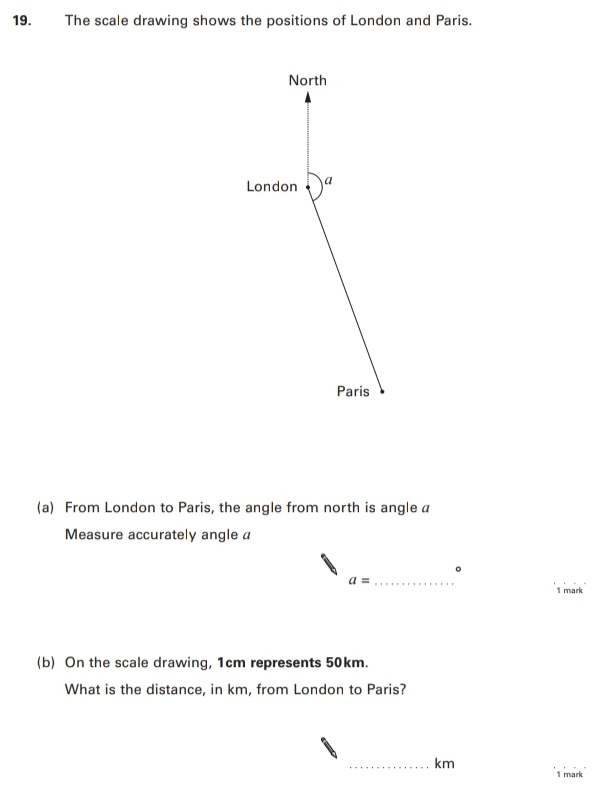 19. The scale drawing shows the positions of London and Paris.
North
London
a
Paris
(a) From London to Paris, the angle from north is angle a
Measure accurately angle a
a = ............... °
1 mark
(b) On the scale drawing, 1cm represents 50km.
What is the distance, in km, from London to Paris?
............... km
1 mark